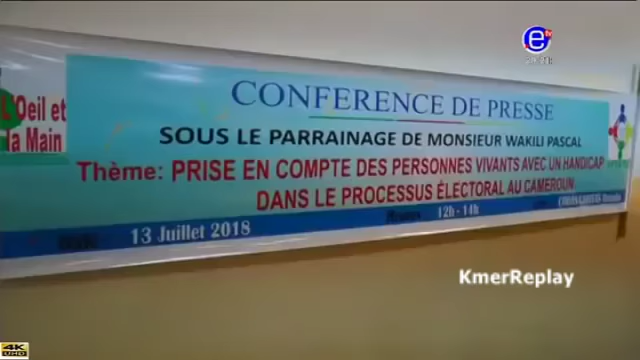 e tv
L'Oeil et
la Main
CONFERENCE DE PRESSE
SOUS LE PARRAINAGE DE MONSIEUR WAKILI PASCAL
Thème: PRISE EN COMPTE DES PERSONNES VIVANTS AVEC UN HANDICAP
DANS LE PROCESSUS ÉLECTORAL AU CAMEROUN
13 Juillet 2018
12h - 14h
KmerReplay
4K
UHD